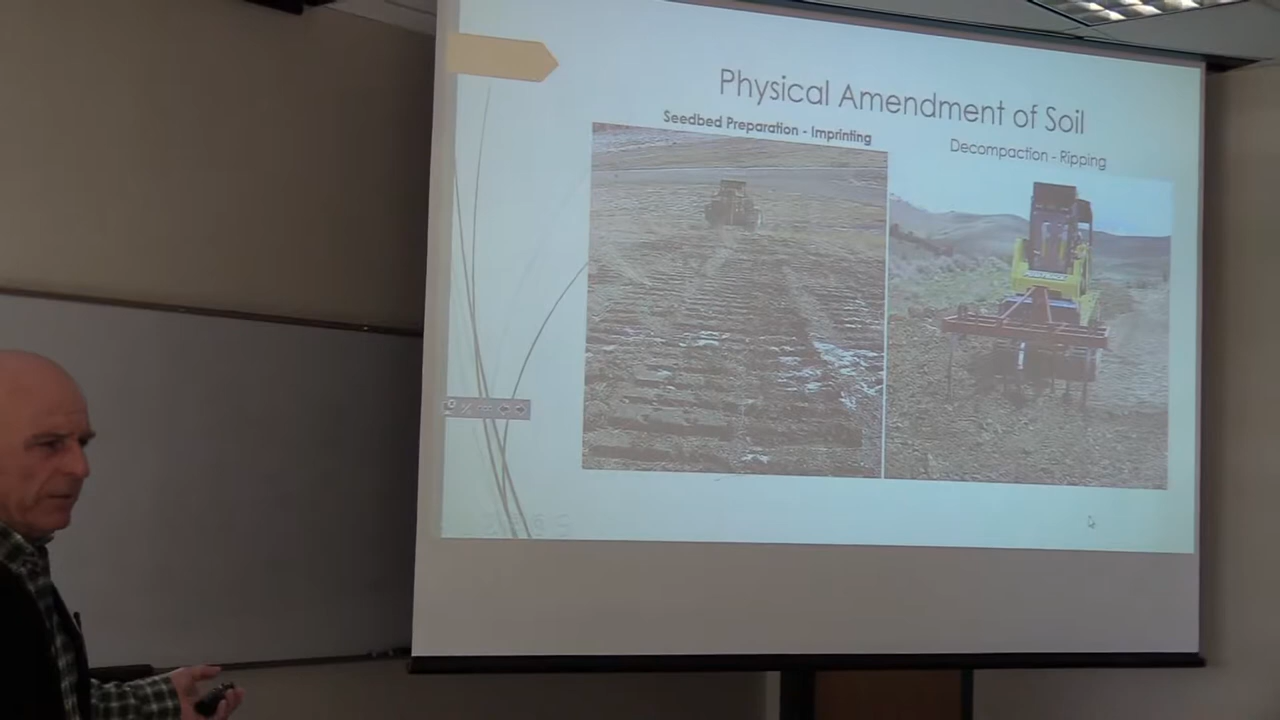 Physical Amendment of Soil
Seedbed Preparation - Imprinting
Decompaction - Ripping